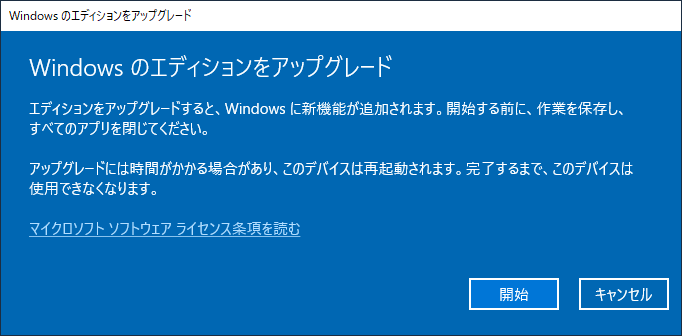 Windows のエディションをアップグレード
Windows のエディションをアップグレード
エディションをアップグレードすると、Windows に新機能が追加されます。開始する前に、作業を保存し、
すべてのアプリを閉じてください。
アップグレードには時間がかかる場合があり、このデバイスは再起動されます。完了するまで、このデバイスは
使用できなくなります。
マイクロソフト ソフトウェア ライセンス条項を読む
開始
キャンセル